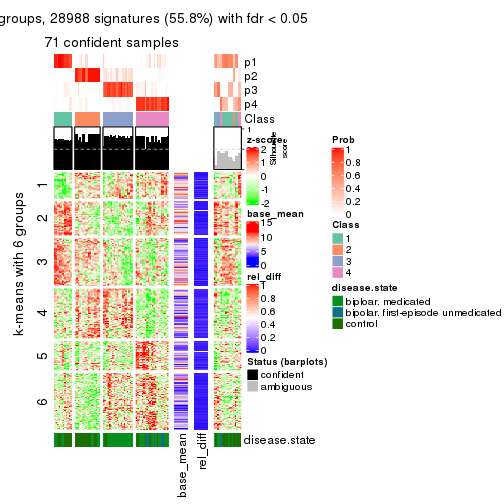 groups, 28988 signatures (55.8%) with fdr < 0.05
71 confident samples
p1
p2
p3
p4
Class
1
Silhouette
score
k-means with 6 groups
1
2
3
4
5
6
base_mean
rel_diff
disease.state
z-score
2
1
0
-1
-2
base_mean
15
10
5
0
rel_diff
1
0.8
0.6
0.4
0.2
0
Status (barplots)
confident
ambiguous
Prob
1
0.8
0.6
0.4
0.2
0
Class
1
2
3
4
disease.state
biploar. medicated
bipolar. first-episode unmedicated
control